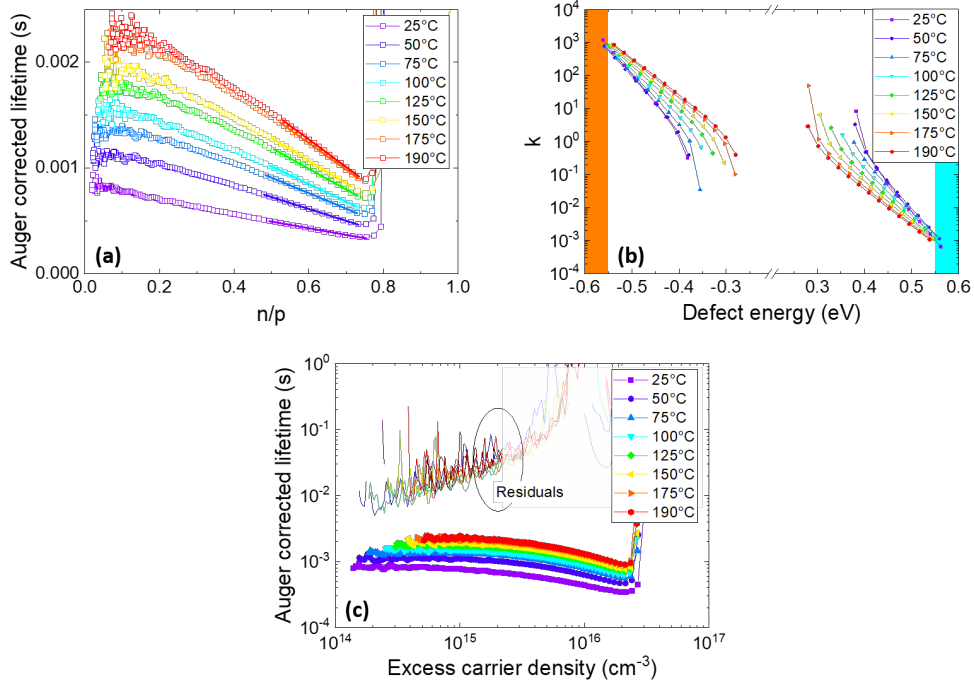 Auger corrected lifetime (s)
0.002
0.001
0.000
0.0 0.2 0.4 0.6 0.8 1.0
n/p
(a)
25°C
50°C
75°C
100°C
125°C
150°C
175°C
190°C
k
10⁴
10³
10²
10¹
10⁰
10⁻¹
10⁻²
10⁻³
10⁻⁴
-0.6 -0.5 -0.4 -0.3 0.3 0.4 0.5 0.6
Defect energy (eV)
(b)
25°C
50°C
75°C
100°C
125°C
150°C
175°C
190°C
Auger corrected lifetime (s)
10⁰
10⁻¹
10⁻²
10⁻³
10⁻⁴
10¹⁴ 10¹⁵ 10¹⁶ 10¹⁷
Excess carrier density (cm⁻³)
(c)
Residuals
25°C
50°C
75°C
100°C
125°C
150°C
175°C
190°C